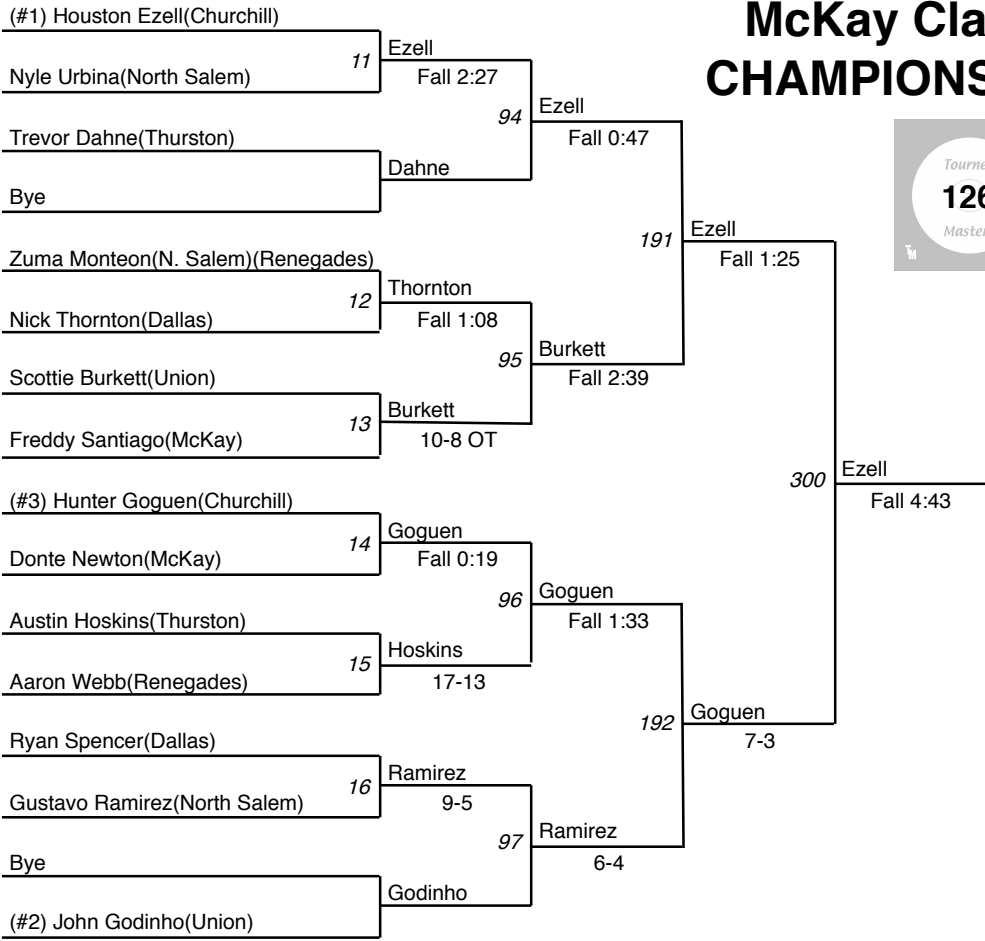 (#1) Houston Ezell(Churchill)
Nyle Urbina(North Salem)
Trevor Dahne(Thurston)
Bye
Zuma Monteon(N. Salem)(Renegades)
Nick Thornton(Dallas)
Scottie Burkett(Union)
Freddy Santiago(McKay)
(#3) Hunter Goguen(Churchill)
Donte Newton(McKay)
Austin Hoskins(Thurston)
Aaron Webb(Renegades)
Ryan Spencer(Dallas)
Gustavo Ramirez(North Salem)
Bye
(#2) John Godinho(Union)
11
Ezell
Fall 2:27
Dahne
12
Thornton
Fall 1:08
13
Burkett
10-8 OT
14
Goguen
Fall 0:19
15
Hoskins
17-13
16
Ramirez
9-5
Godinho
94
Ezell
Fall 0:47
95
Burkett
Fall 2:39
96
Goguen
Fall 1:33
97
Ramirez
6-4
191
Ezell
Fall 1:25
192
Goguen
7-3
300
Ezell
Fall 4:43
McKay Cla
CHAMPIONS
Tourne
126
Master
TM